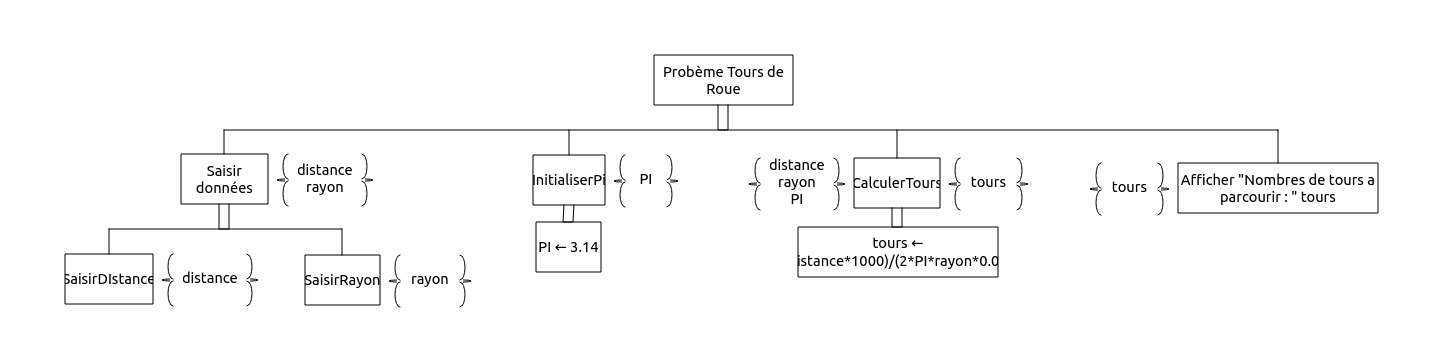 Probème Tours de
Roue
Saisir
données
distance
rayon
InitialiserPi
PI
distance
rayon
PI
CalculerTours
tours
tours
Afficher "Nombres de tours a
parcourir : " tours
SaisirDIstance
distance
SaisirRayon
rayon
PI ← 3.14
tours ←
istance*1000)/(2*PI*rayon*0.0